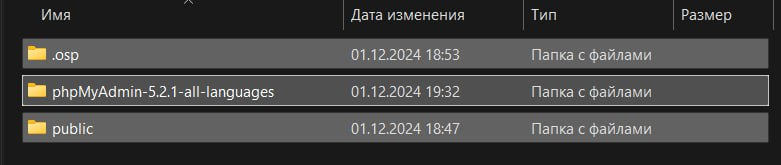 Имя Дата изменения Тип Размер
.osp 01.12.2024 18:53 Папка с файлами
phpMyAdmin-5.2.1-all-languages 01.12.2024 19:32 Папка с файлами
public 01.12.2024 18:47 Папка с файлами